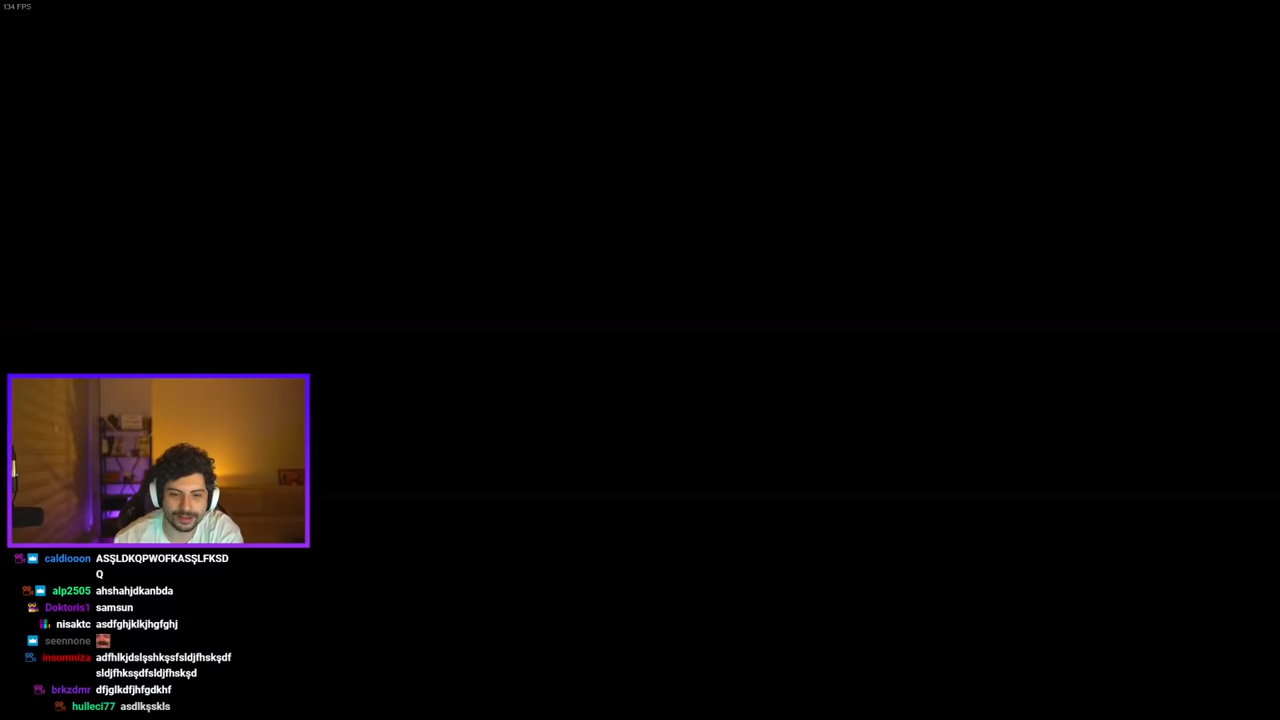 134 FPS
caldiooon ASŞLDKQPWOFKASŞLFKSD
Q
alp2505 ahshahjdkanbda
Doktoris1 samsun
nisaktc asdfghjklkjhgfghj
seennone
insomniza adfhlkjdslşshkşsfsldjfhskşdf
sldjfhksşdfsldjfhskşd
brkzdmr dfjglkdfjhfgdkhf
hulleci77 asdlkşskls